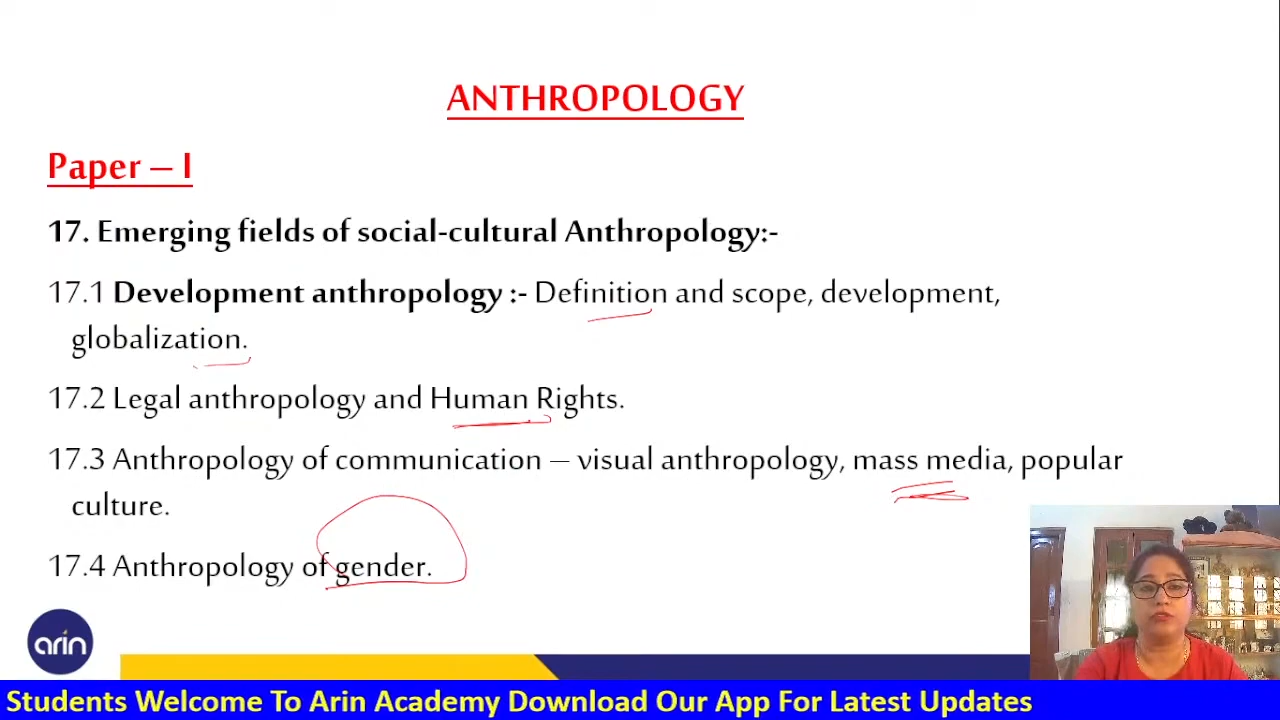 ANTHROPOLOGY
Paper – I
17. Emerging fields of social-cultural Anthropology:-
17.1 Development anthropology :- Definition and scope, development,
globalization.
17.2 Legal anthropology and Human Rights.
17.3 Anthropology of communication – visual anthropology, mass media, popular
culture.
17.4 Anthropology of gender.
arin
Students Welcome To Arin Academy Download Our App For Latest Updates